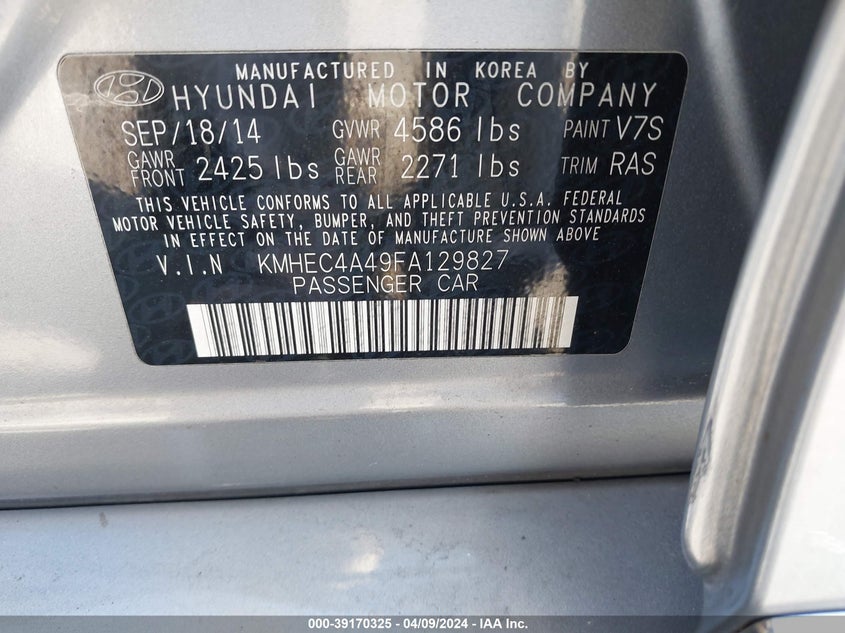 MANUFACTURED IN KOREA BY
HYUNDAI MOTOR COMPANY
SEP/18/14 GVWR 4586 lbs PAINT V7S
GAWR FRONT 2425 lbs GAWR REAR 2271 lbs TRIM RAS
THIS VEHICLE CONFORMS TO ALL APPLICABLE U.S.A. FEDERAL
MOTOR VEHICLE SAFETY, BUMPER, AND THEFT PREVENTION STANDARDS
IN EFFECT ON THE DATE OF MANUFACTURE SHOWN ABOVE
V.I.N KMHEC4A49FA129827
PASSENGER CAR
000-39170325 - 04/09/2024 - IAA Inc.